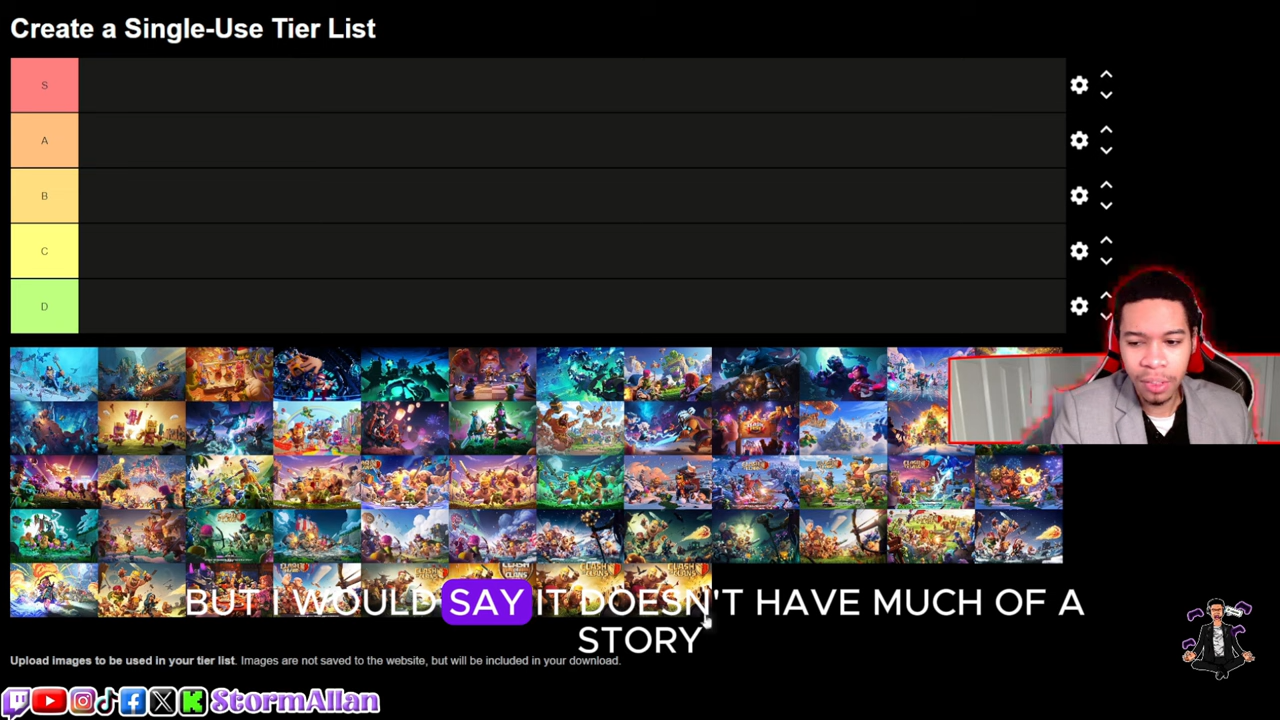 Create a Single-Use Tier List
S
A
B
C
D
BUT I WOULD SAY IT DOESN'T HAVE MUCH OF A
STORY
Upload images to be used in your tier list. Images are not saved to the website, but will be included in your download.
StormAllan